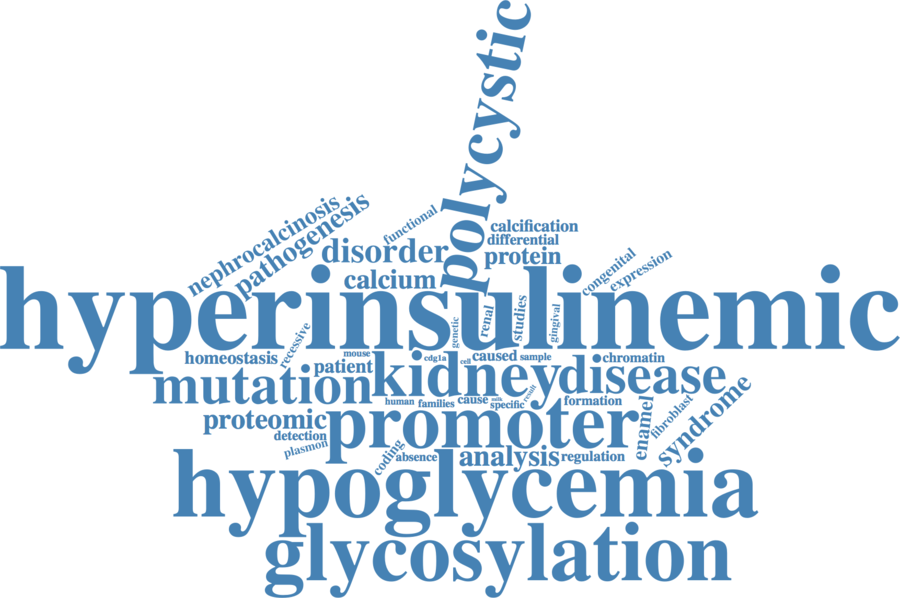 polycystic
nephrocalcinosis
pathogenesis
functional
calcification
differential
disorder
protein
calcium
congenital
expression
hyperinsulinemic
genetic
renal
studies
gingival
homeostasis
recessive
mouse
patient
cdg1a
cell
caused
sample
chromatin
mutation
kidney
disease
human
families
cause
milk
specific
result
formation
proteomic
promoter
enamel
fibroblast
syndrome
detection
plasmon
coding
absence
analysis
regulation
hypoglycemia
glycosylation